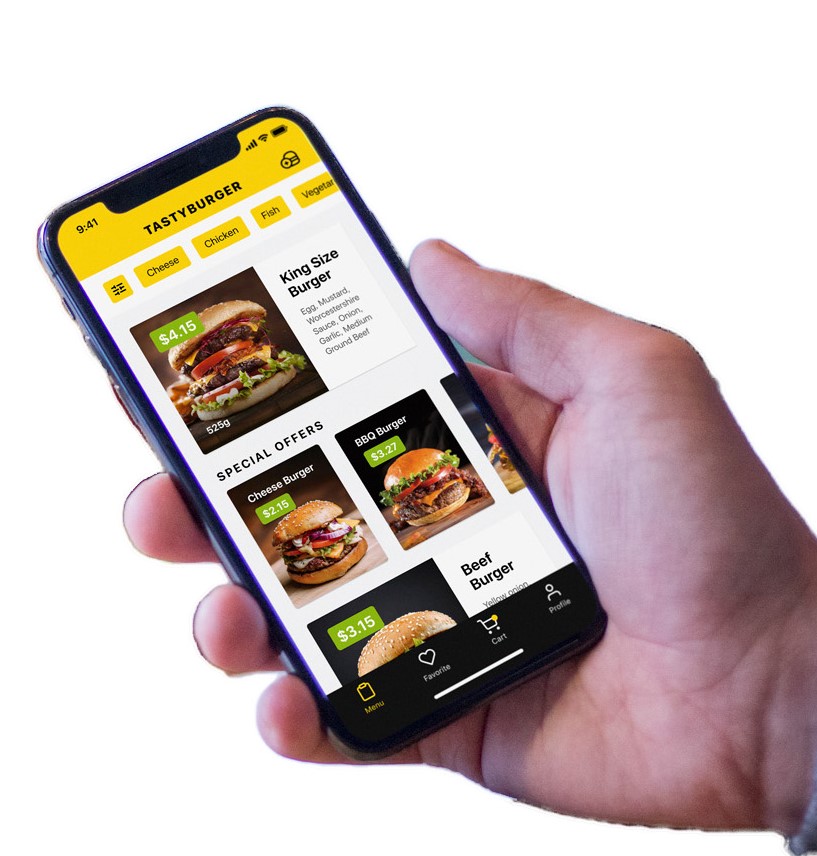 9:41
TASTYBURGER
Cheese
Chicken
Fish
$4.15
525g
King Size
Burger
Egg, Mustard,
Worcestershire
Sauce, Onion,
Garlic, Medium
Ground Beef
SPECIAL OFFERS
Cheese Burger
$2.15
BBQ Burger
$3.27
$3.15
Beef
Burger
Yellow onion
Menu
Favorite
Cart
Profile